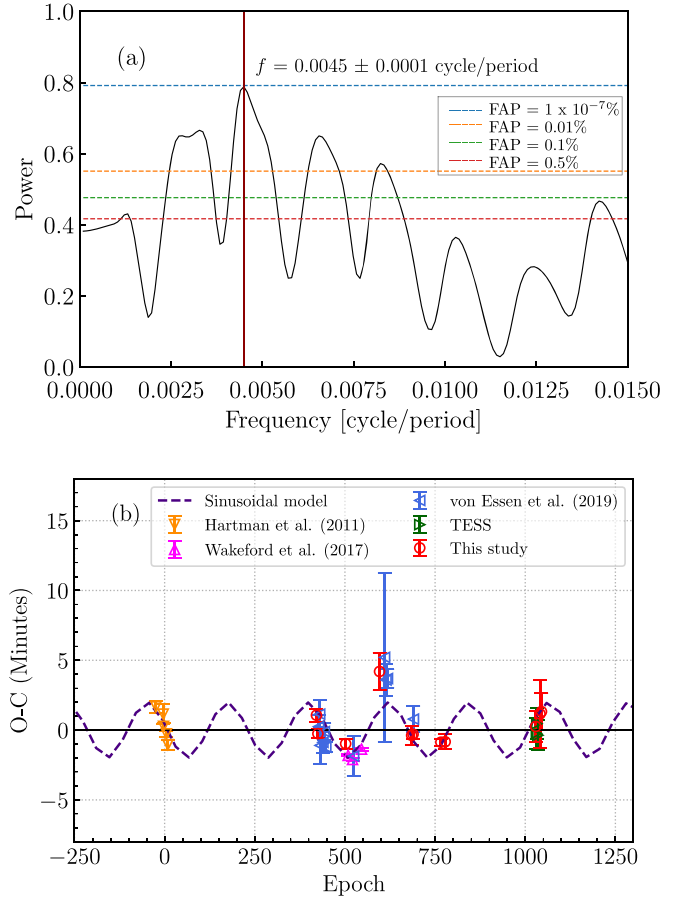 1.0
(a)
f = 0.0045 ± 0.0001 cycle/period
0.8
FAP = 1 x 10⁻⁷%
FAP = 0.01%
FAP = 0.1%
FAP = 0.5%
0.6
Power
0.4
0.2
0.0
0.0000 0.0025 0.0050 0.0075 0.0100 0.0125 0.0150
Frequency [cycle/period]
(b)
Sinusoidal model
Hartman et al. (2011)
Wakeford et al. (2017)
von Essen et al. (2019)
TESS
This study
15
10
5
0
−5
O-C (Minutes)
−250 0 250 500 750 1000 1250
Epoch